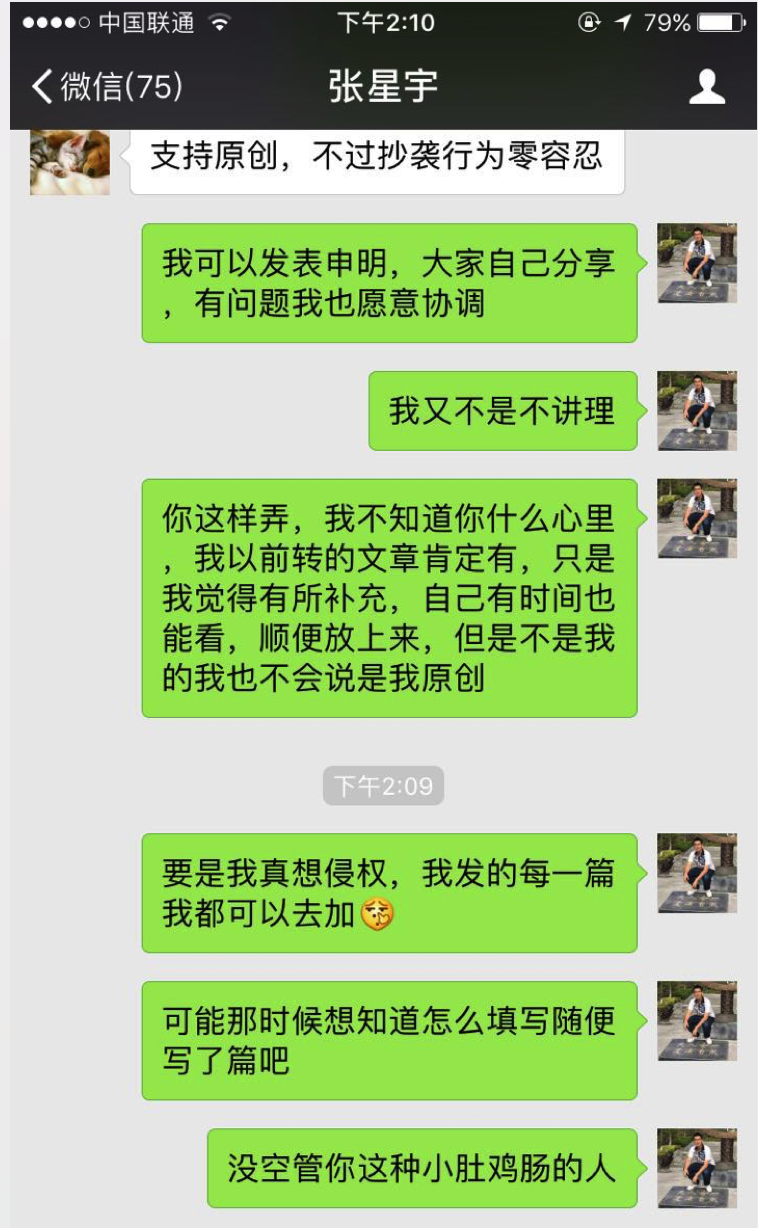 中国联通 下午2:10 79%
微信(75) 张星宇
支持原创，不过抄袭行为零容忍
我可以发表申明，大家自己分享
，有问题我也愿意协调
我又不是不讲理
你这样弄，我不知道你什么心里
，我以前转的文章肯定有，只是
我觉得有所补充，自己有时间也
能看，顺便放上来，但是不是我
的我也不会说是我原创
下午2:09
要是我真想侵权，我发的每一篇
我都可以去加
可能那时候想知道怎么填写随便
写了篇吧
没空管你这种小肚鸡肠的人